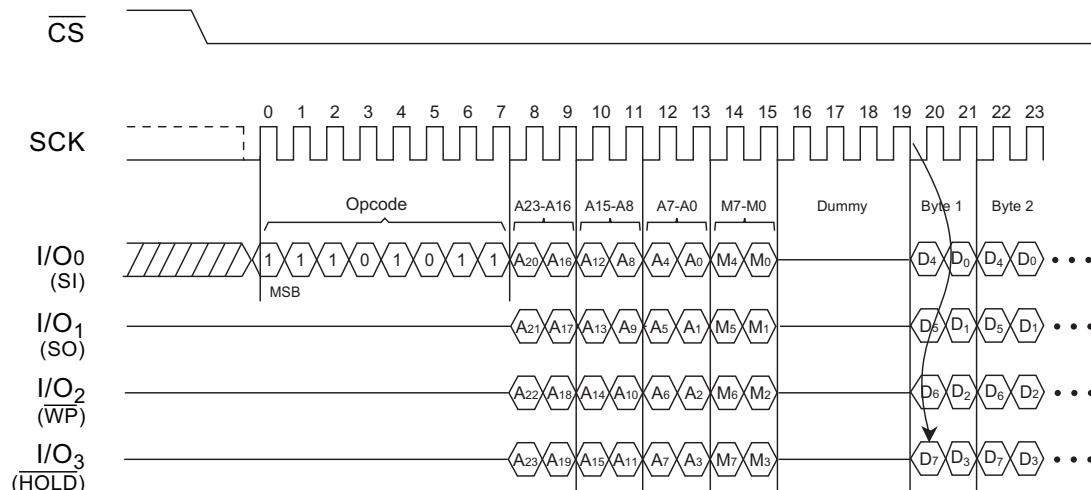 CS
0 1 2 3 4 5 6 7 8 9 10 11 12 13 14 15 16 17 18 19 20 21 22 23
SCK
Opcode A23-A16 A15-A8 A7-A0 M7-M0 Dummy Byte 1 Byte 2
I/O0 1 1 1 0 1 0 1 1 A20 A16 A12 A8 A4 A0 M4 M0 D4 D0 D4 D0 • • •
(SI)
MSB
I/O1 A21 A17 A13 A9 A5 A1 M5 M1 D5 D1 D5 D1 • • •
(SO)
I/O2 A22 A18 A14 A10 A6 A2 M6 M2 D6 D2 D6 D2 • • •
(WP)
I/O3 A23 A19 A15 A11 A7 A3 M7 M3 D7 D3 D7 D3 • • •
(HOLD)